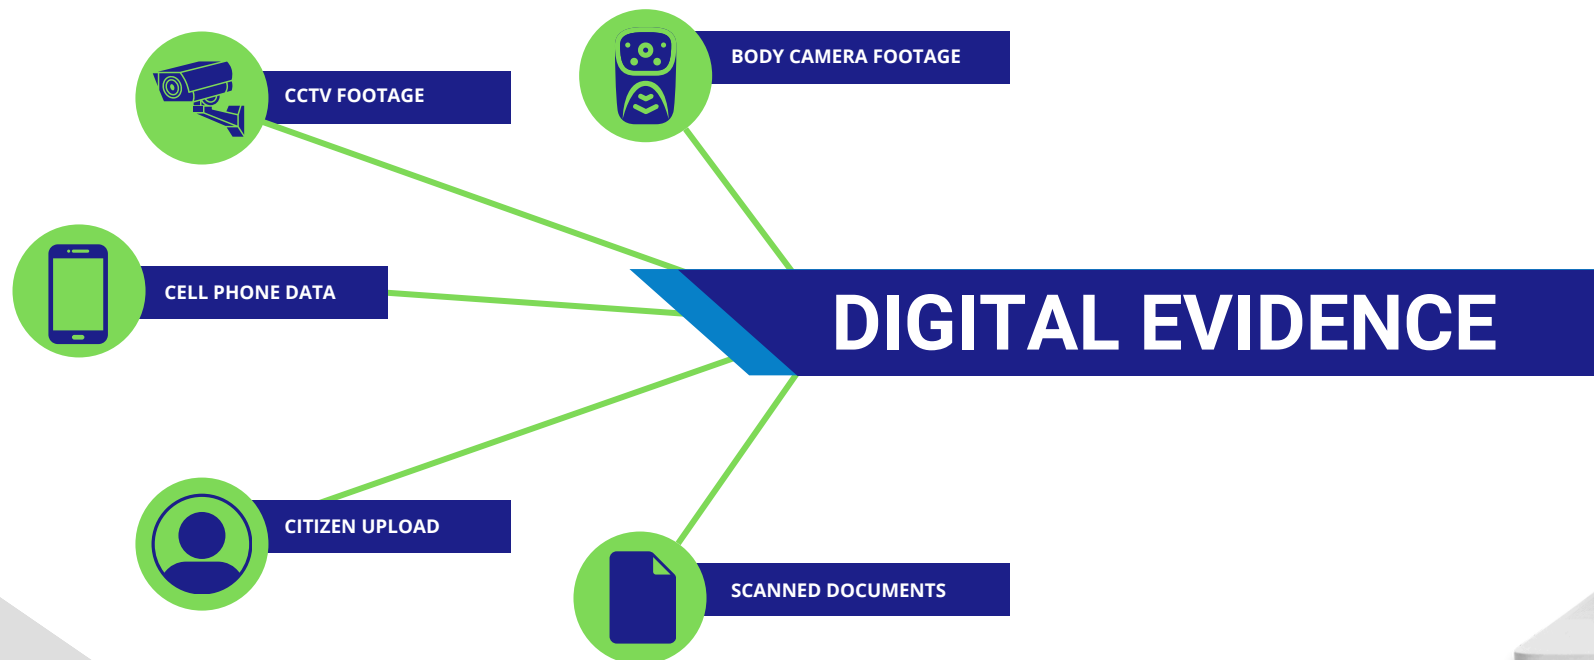 BODY CAMERA FOOTAGE
CCTV FOOTAGE
CELL PHONE DATA
DIGITAL EVIDENCE
CITIZEN UPLOAD
SCANNED DOCUMENTS